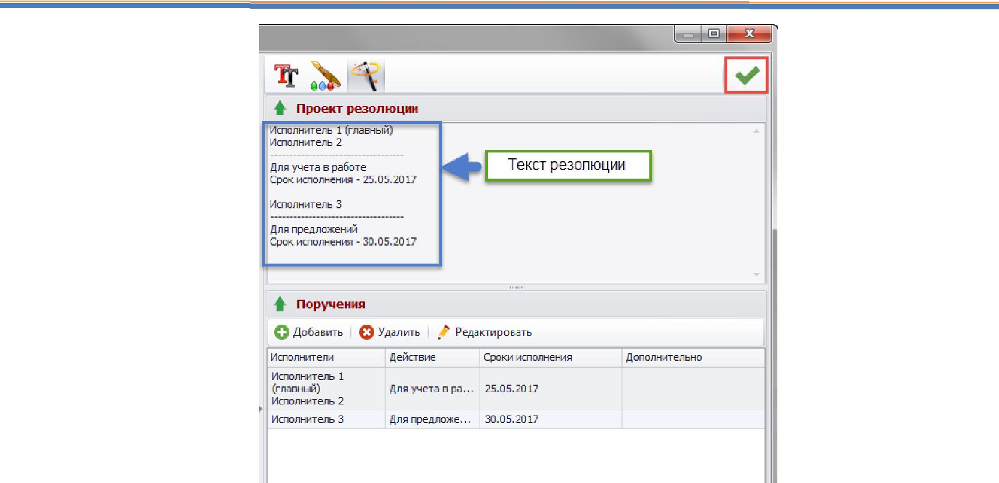 Проект резолюции
Исполнитель 1 (главный)
Исполнитель 2
-----------------------------------
Для учета в работе
Срок исполнения - 25.05.2017
Исполнитель 3
-----------------------------------
Для предложений
Срок исполнения - 30.05.2017
Текст резолюции
Поручения
Добавить Удалить Редактировать
Исполнители Действие Сроки исполнения Дополнительно
Исполнитель 1
(главный)
Исполнитель 2
Для учета в ра... 25.05.2017
Исполнитель 3 Для предложе... 30.05.2017